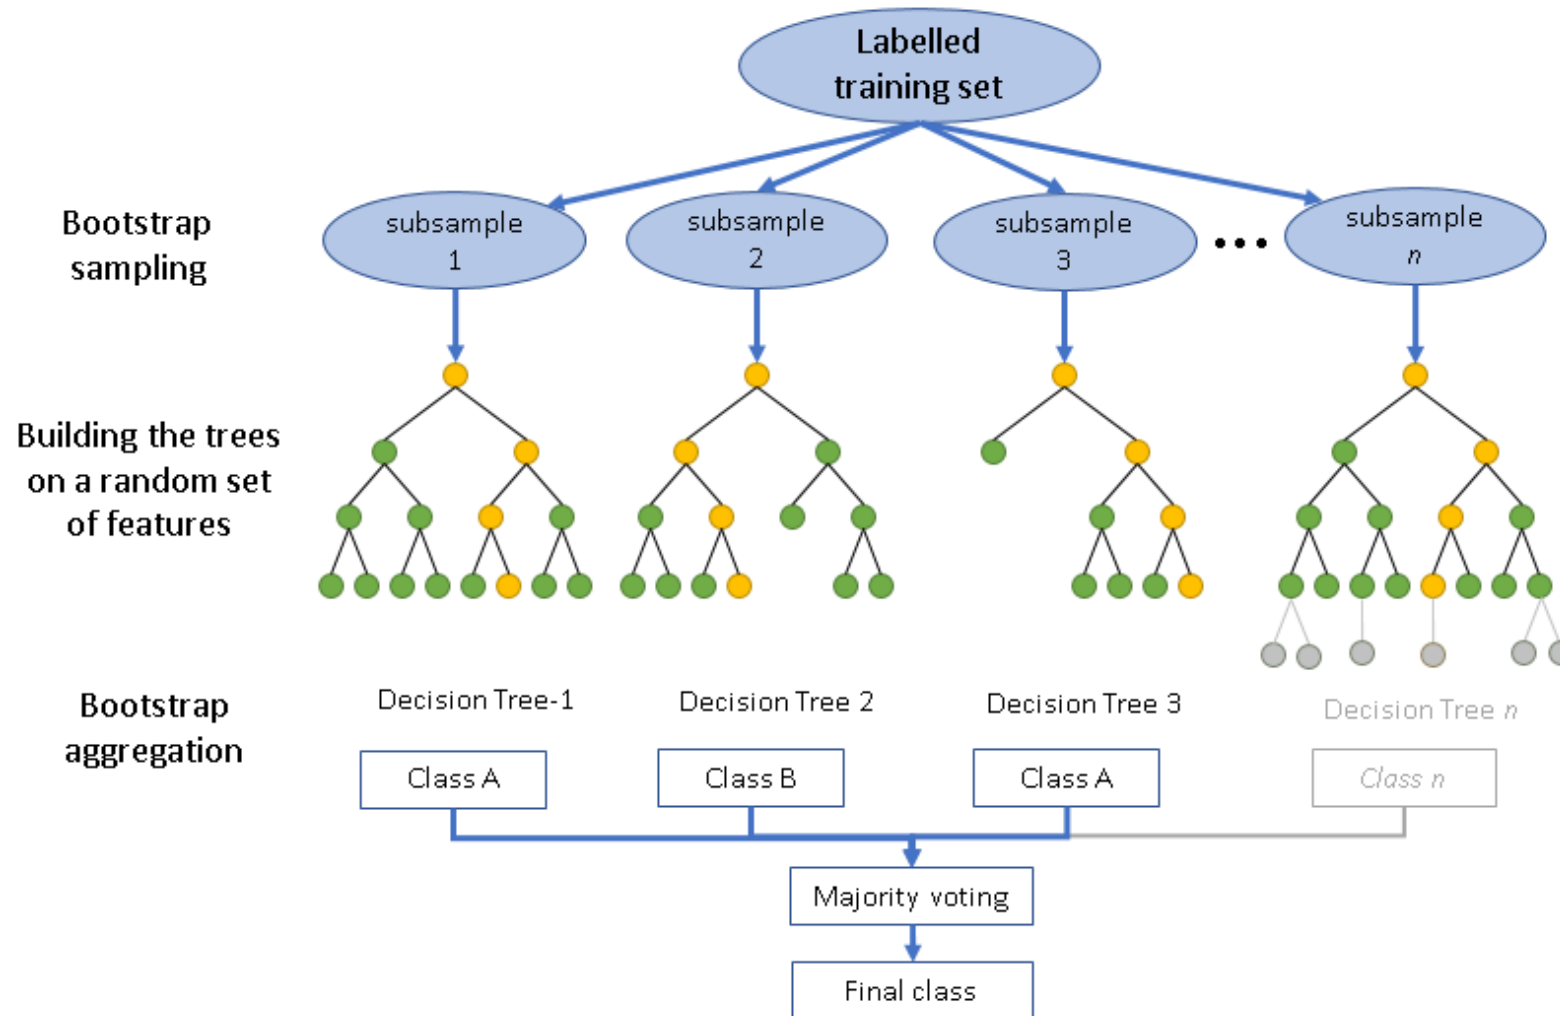 Labelled
training set
Bootstrap
sampling
subsample
1
subsample
2
subsample
3
...
subsample
n
Building the trees
on a random set
of features
Bootstrap
aggregation
Decision Tree-1
Decision Tree 2
Decision Tree 3
Decision Tree n
Class A
Class B
Class A
Class n
Majority voting
Final class